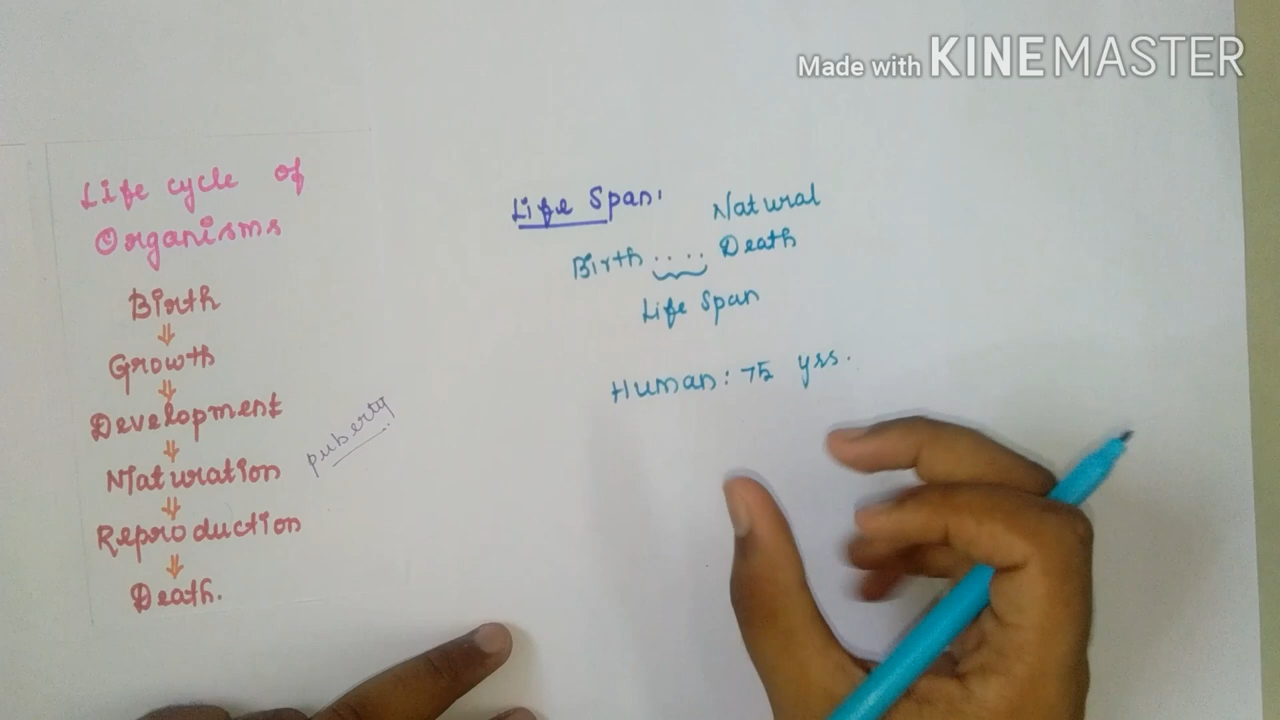 Made with KINEMASTER
Life cycle of
Organisms
Birth
⇓
Growth
⇓
Development
⇓
Maturation
puberty
⇓
Reproduction
⇓
Death.
Life Span:
Natural
Birth .... Death
Life Span
Human: 75 yrs.